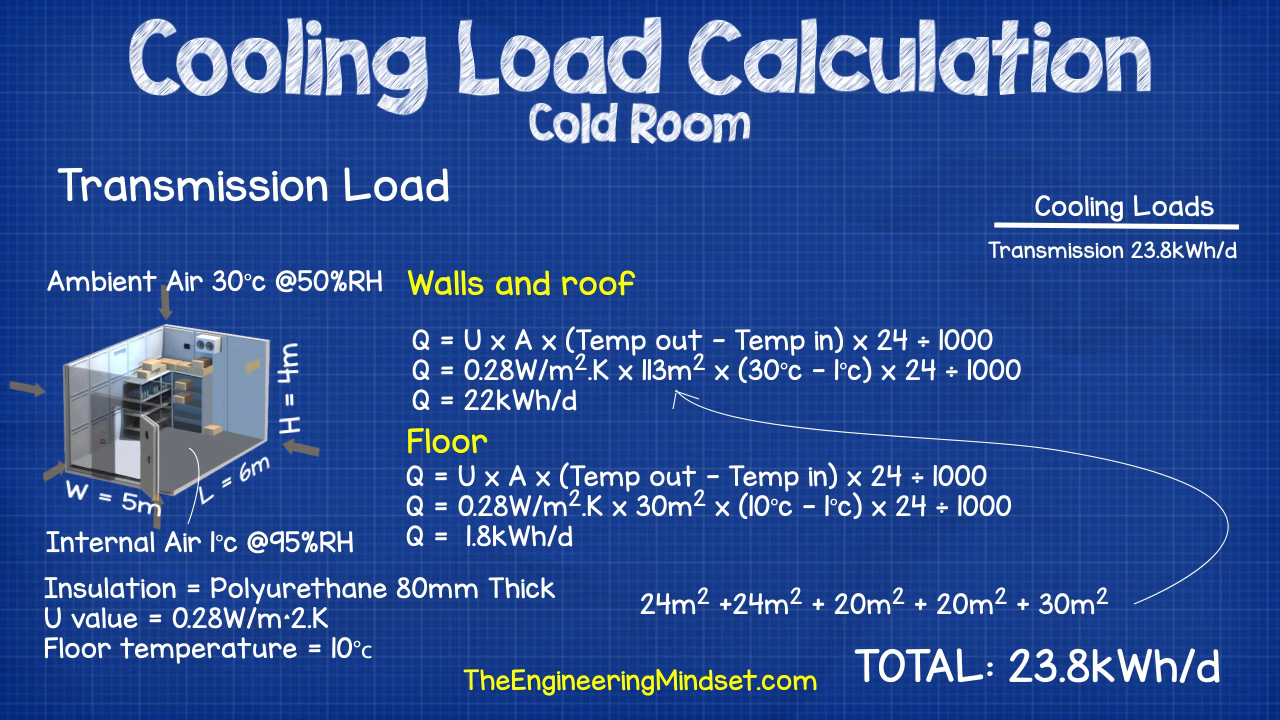 Cooling Load Calculation
Cold Room
Transmission Load
Cooling Loads
Transmission 23.8kWh/d
Ambient Air 30°c @50%RH
H = 4m
W = 5m
L = 6m
Internal Air 1°c @95%RH
Insulation = Polyurethane 80mm Thick
U value = 0.28W/m^2.K
Floor temperature = 10°c
Walls and roof
Q = U x A x (Temp out - Temp in) x 24 ÷ 1000
Q = 0.28W/m².K x 113m² x (30°c - 1°c) x 24 ÷ 1000
Q = 22kWh/d
Floor
Q = U x A x (Temp out - Temp in) x 24 ÷ 1000
Q = 0.28W/m².K x 30m² x (10°c - 1°c) x 24 ÷ 1000
Q = 1.8kWh/d
24m² +24m² + 20m² + 20m² + 30m²
TOTAL: 23.8kWh/d
TheEngineeringMindset.com